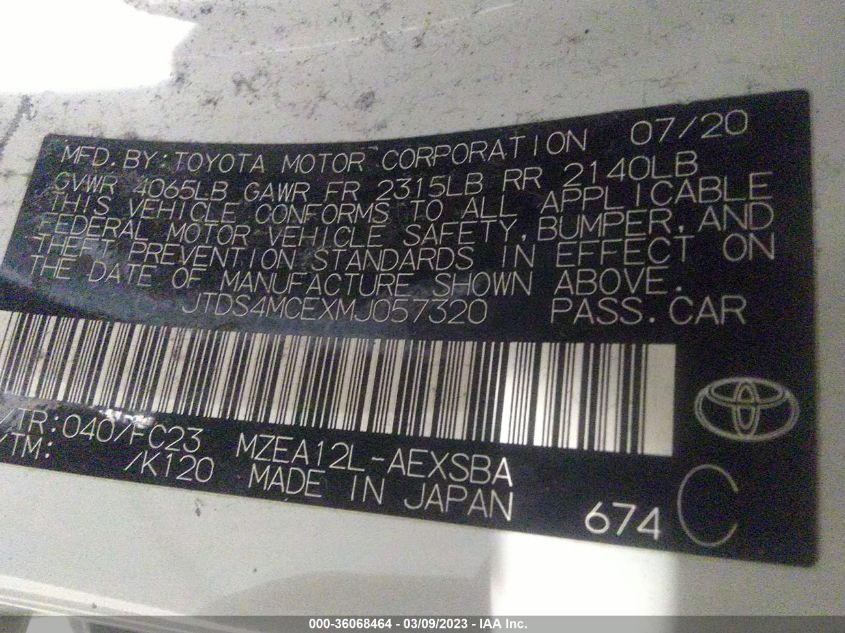 MFD. BY: TOYOTA MOTOR CORPORATION 07/20
GVWR 4065LB GAWR FR 2315LB RR 2140LB
THIS VEHICLE CONFORMS TO ALL APPLICABLE
FEDERAL MOTOR VEHICLE SAFETY, BUMPER, AND
THEFT PREVENTION STANDARDS IN EFFECT ON
THE DATE OF MANUFACTURE SHOWN ABOVE.
JTDS4MCEXMJ057320 PASS. CAR
/TR: 040/FC23 MZEA12L-AEXSBA
/TM: /K120 MADE IN JAPAN 674 C
000-36068464 - 03/09/2023 - IAA Inc.